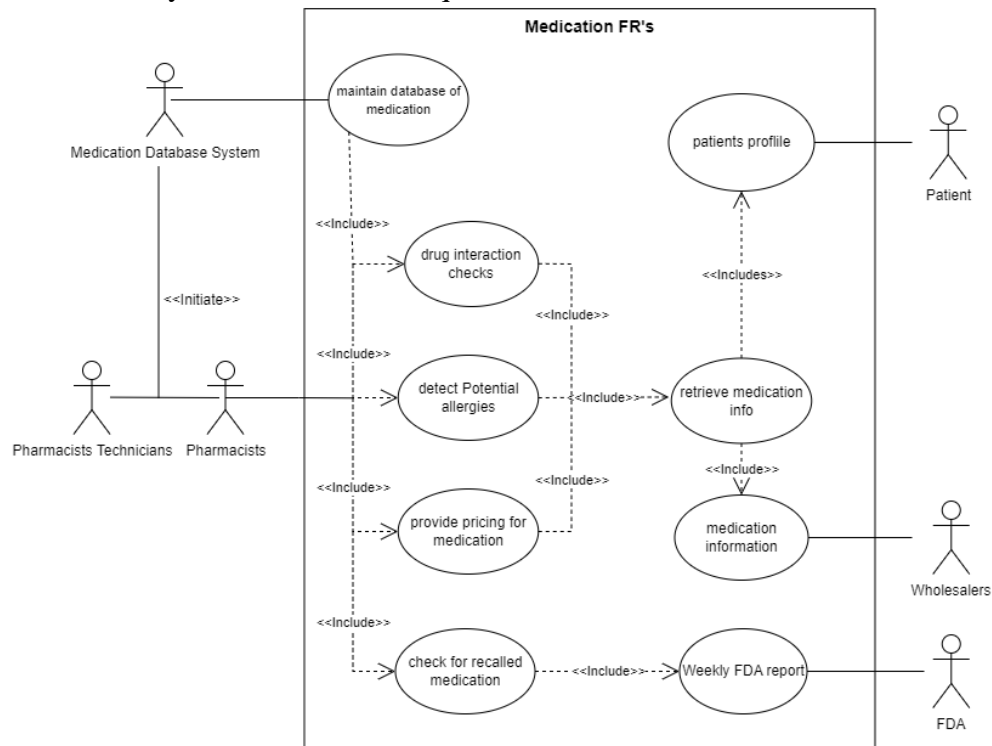 Medication FR's
maintain database of
medication
Medication Database System
patients proflile
Patient
<<Include>>
drug interaction
checks
<<Includes>>
<<Initiate>>
<<Include>>
<<Include>>
detect Potential
allergies
<<Include>>
retrieve medication
info
Pharmacists Technicians
Pharmacists
<<Include>>
<<Include>>
<<Include>>
provide pricing for
medication
medication
information
Wholesalers
<<Include>>
check for recalled
medication
<<Include>>
Weekly FDA report
FDA